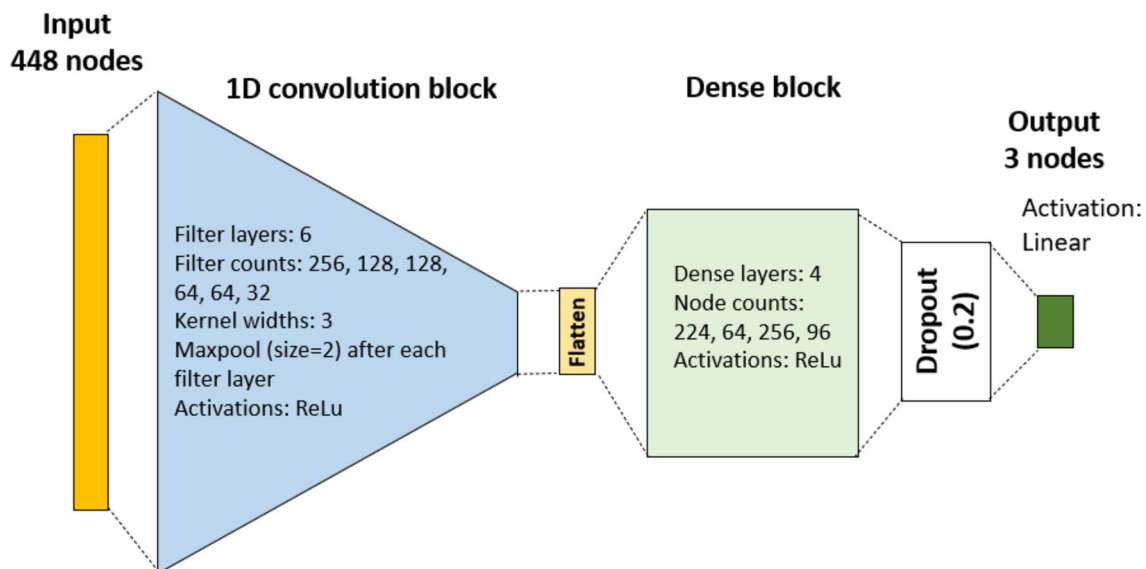 Input
448 nodes
1D convolution block
Filter layers: 6
Filter counts: 256, 128, 128,
64, 64, 32
Kernel widths: 3
Maxpool (size=2) after each
filter layer
Activations: ReLu
Flatten
Dense block
Dense layers: 4
Node counts:
224, 64, 256, 96
Activations: ReLu
Dropout
(0.2)
Output
3 nodes
Activation:
Linear